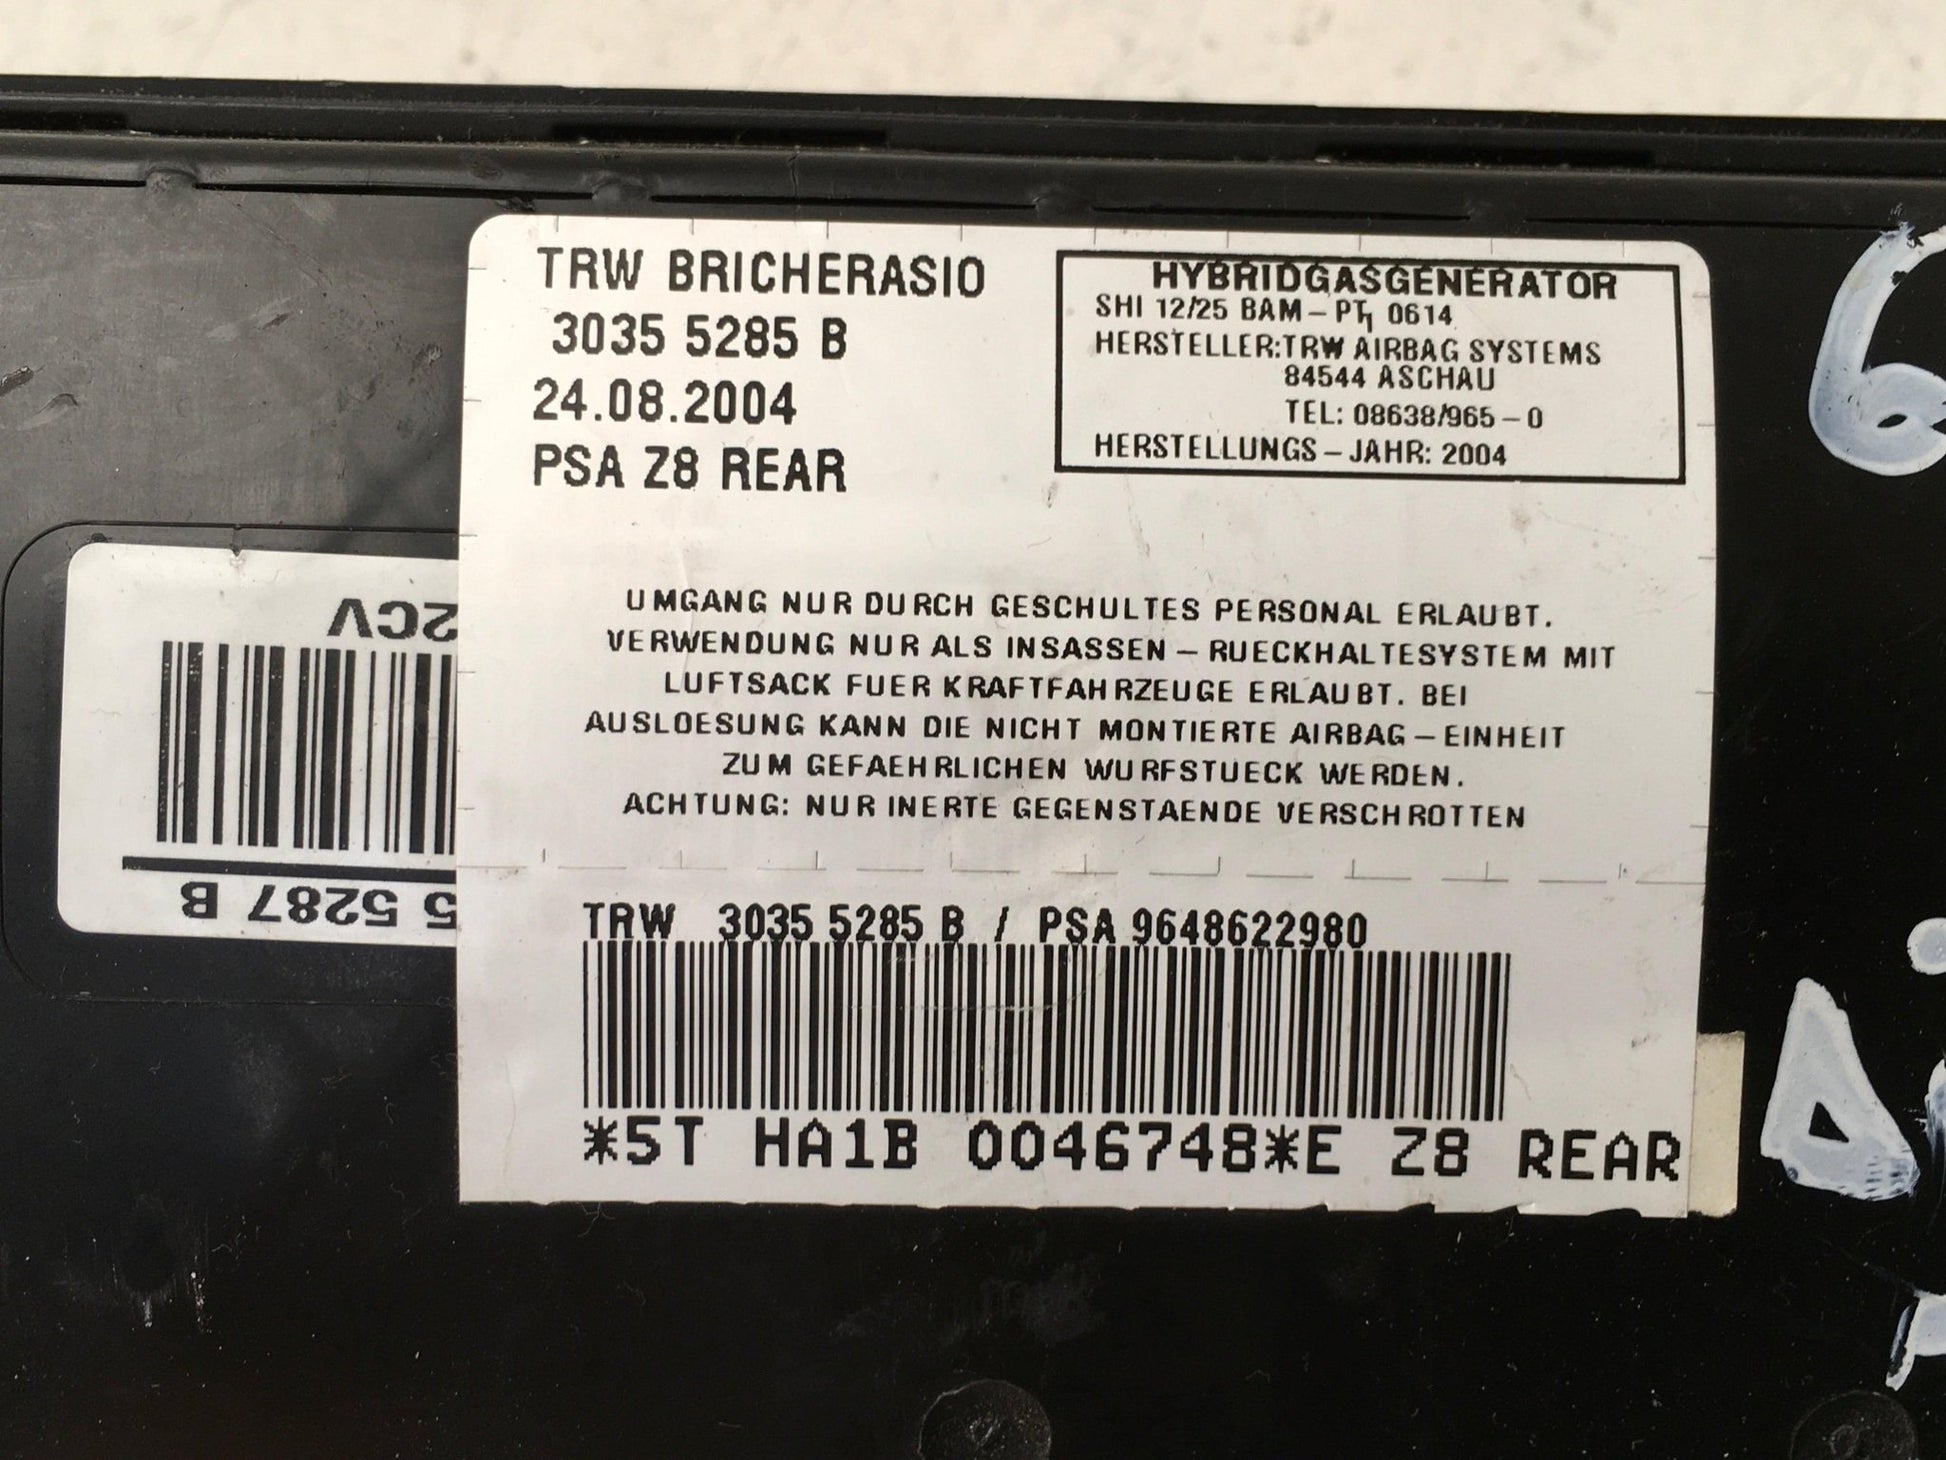 TRW BRICHERASIO
3035 5285 B
24.08.2004
PSA Z8 REAR
HYBRIDGASGENERATOR
SHI 12/25 BAM – PT1 0614
HERSTELLER:TRW AIRBAG SYSTEMS
84544 ASCHAU
TEL: 08638/965 – 0
HERSTELLUNGS – JAHR: 2004
UMGANG NUR DURCH GESCHULTES PERSONAL ERLAUBT.
VERWENDUNG NUR ALS INSASSEN – RUECKHALTESYSTEM MIT
LUFTSACK FUER KRAFTFAHRZEUGE ERLAUBT. BEI
AUSLOESUNG KANN DIE NICHT MONTIERTE AIRBAG – EINHEIT
ZUM GEFAEHRLICHEN WURFSTUECK WERDEN.
ACHTUNG: NUR INERTE GEGENSTAENDE VERSCHROTTEN
TRW 3035 5285 B / PSA 9648622980
*5T HA1B 0046748*E Z8 REAR
2CV
5 5287 B
6